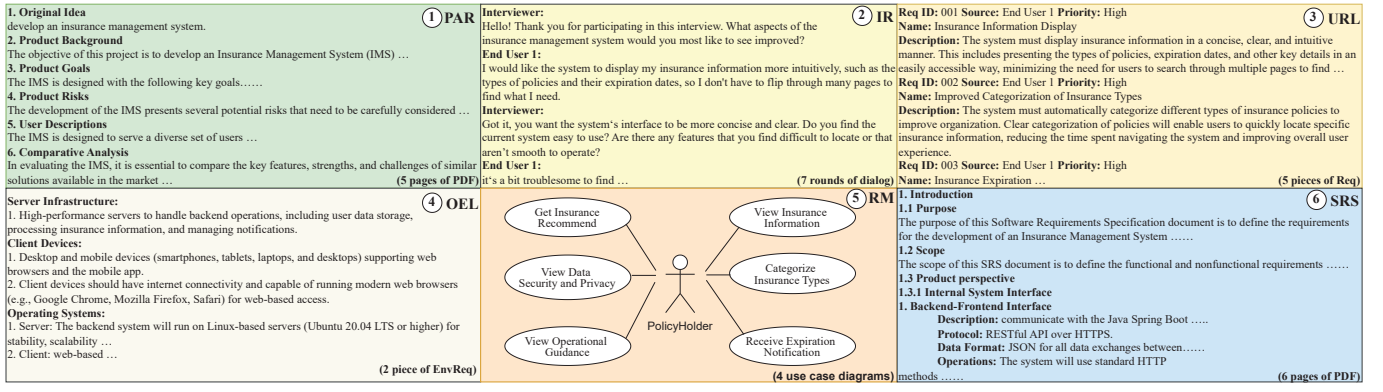 1. Original Idea
① PAR
develop an insurance management system.
2. Product Background
The objective of this project is to develop an Insurance Management System (IMS) …
3. Product Goals
The IMS is designed with the following key goals……
4. Product Risks
The development of the IMS presents several potential risks that need to be carefully considered …
5. User Descriptions
The IMS is designed to serve a diverse set of users …
6. Comparative Analysis
In evaluating the IMS, it is essential to compare the key features, strengths, and challenges of similar
solutions available in the market …
(5 pages of PDF)
Interviewer:
② IR
Hello! Thank you for participating in this interview. What aspects of the
insurance management system would you most like to see improved?
End User 1:
I would like the system to display my insurance information more intuitively, such as the
types of policies and their expiration dates, so I don't have to flip through many pages to
find what I need.
Interviewer:
Got it, you want the system's interface to be more concise and clear. Do you find the
current system easy to use? Are there any features that you find difficult to locate or that
aren't smooth to operate?
End User 1:
it's a bit troublesome to find …
(7 rounds of dialog)
Req ID: 001 Source: End User 1 Priority: High
③ URL
Name: Insurance Information Display
Description: The system must display insurance information in a concise, clear, and intuitive
manner. This includes presenting the types of policies, expiration dates, and other key details in an
easily accessible way, minimizing the need for users to search through multiple pages to find …
Req ID: 002 Source: End User 1 Priority: High
Name: Improved Categorization of Insurance Types
Description: The system must automatically categorize different types of insurance policies to
improve organization. Clear categorization of policies will enable users to quickly locate specific
insurance information, reducing the time spent navigating the system and improving overall user
experience.
Req ID: 003 Source: End User 1 Priority: High
Name: Insurance Expiration …
(5 pieces of Req)
④ OEL
Server Infrastructure:
1. High-performance servers to handle backend operations, including user data storage,
processing insurance information, and managing notifications.
Client Devices:
1. Desktop and mobile devices (smartphones, tablets, laptops, and desktops) supporting web
browsers and the mobile app.
2. Client devices should have internet connectivity and capable of running modern web browsers
(e.g., Google Chrome, Mozilla Firefox, Safari) for web-based access.
Operating Systems:
1. Server: The backend system will run on Linux-based servers (Ubuntu 20.04 LTS or higher) for
stability, scalability …
2. Client: web-based …
(2 piece of EnvReq)
⑤ RM
Get Insurance
Recommend
View Insurance
Information
View Data
Security and Privacy
Categorize
Insurance Types
PolicyHolder
View Operational
Guidance
Receive Expiration
Notification
(4 use case diagrams)
1. Introduction
⑥ SRS
1.1 Purpose
The purpose of this Software Requirements Specification document is to define the requirements
for the development of an Insurance Management System ……
1.2 Scope
The scope of this SRS document is to define the functional and nonfunctional requirements ……
1.3 Product perspective
1.3.1 Internal System Interface
1. Backend-Frontend Interface
Description: communicate with the Java Spring Boot …..
Protocol: RESTful API over HTTPS.
Data Format: JSON for all data exchanges between……
Operations: The system will use standard HTTP
methods ……
(6 pages of PDF)